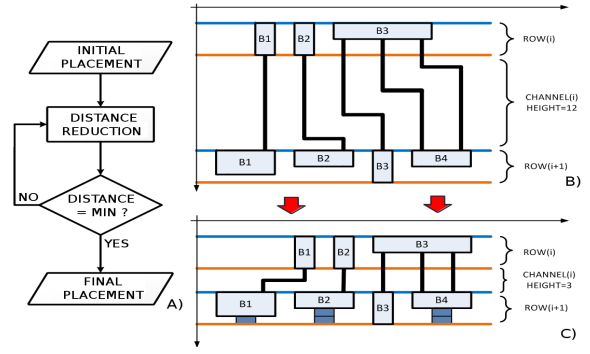 INITIAL
PLACEMENT
DISTANCE
REDUCTION
DISTANCE
= MIN ?
NO
YES
FINAL
PLACEMENT
A)
B1
B2
B3
ROW(i)
CHANNEL(i)
HEIGHT=12
B1
B2
B3
B4
ROW(i+1)
B)
B1
B2
B3
ROW(i)
CHANNEL(i)
HEIGHT=3
B1
B2
B3
B4
ROW(i+1)
C)